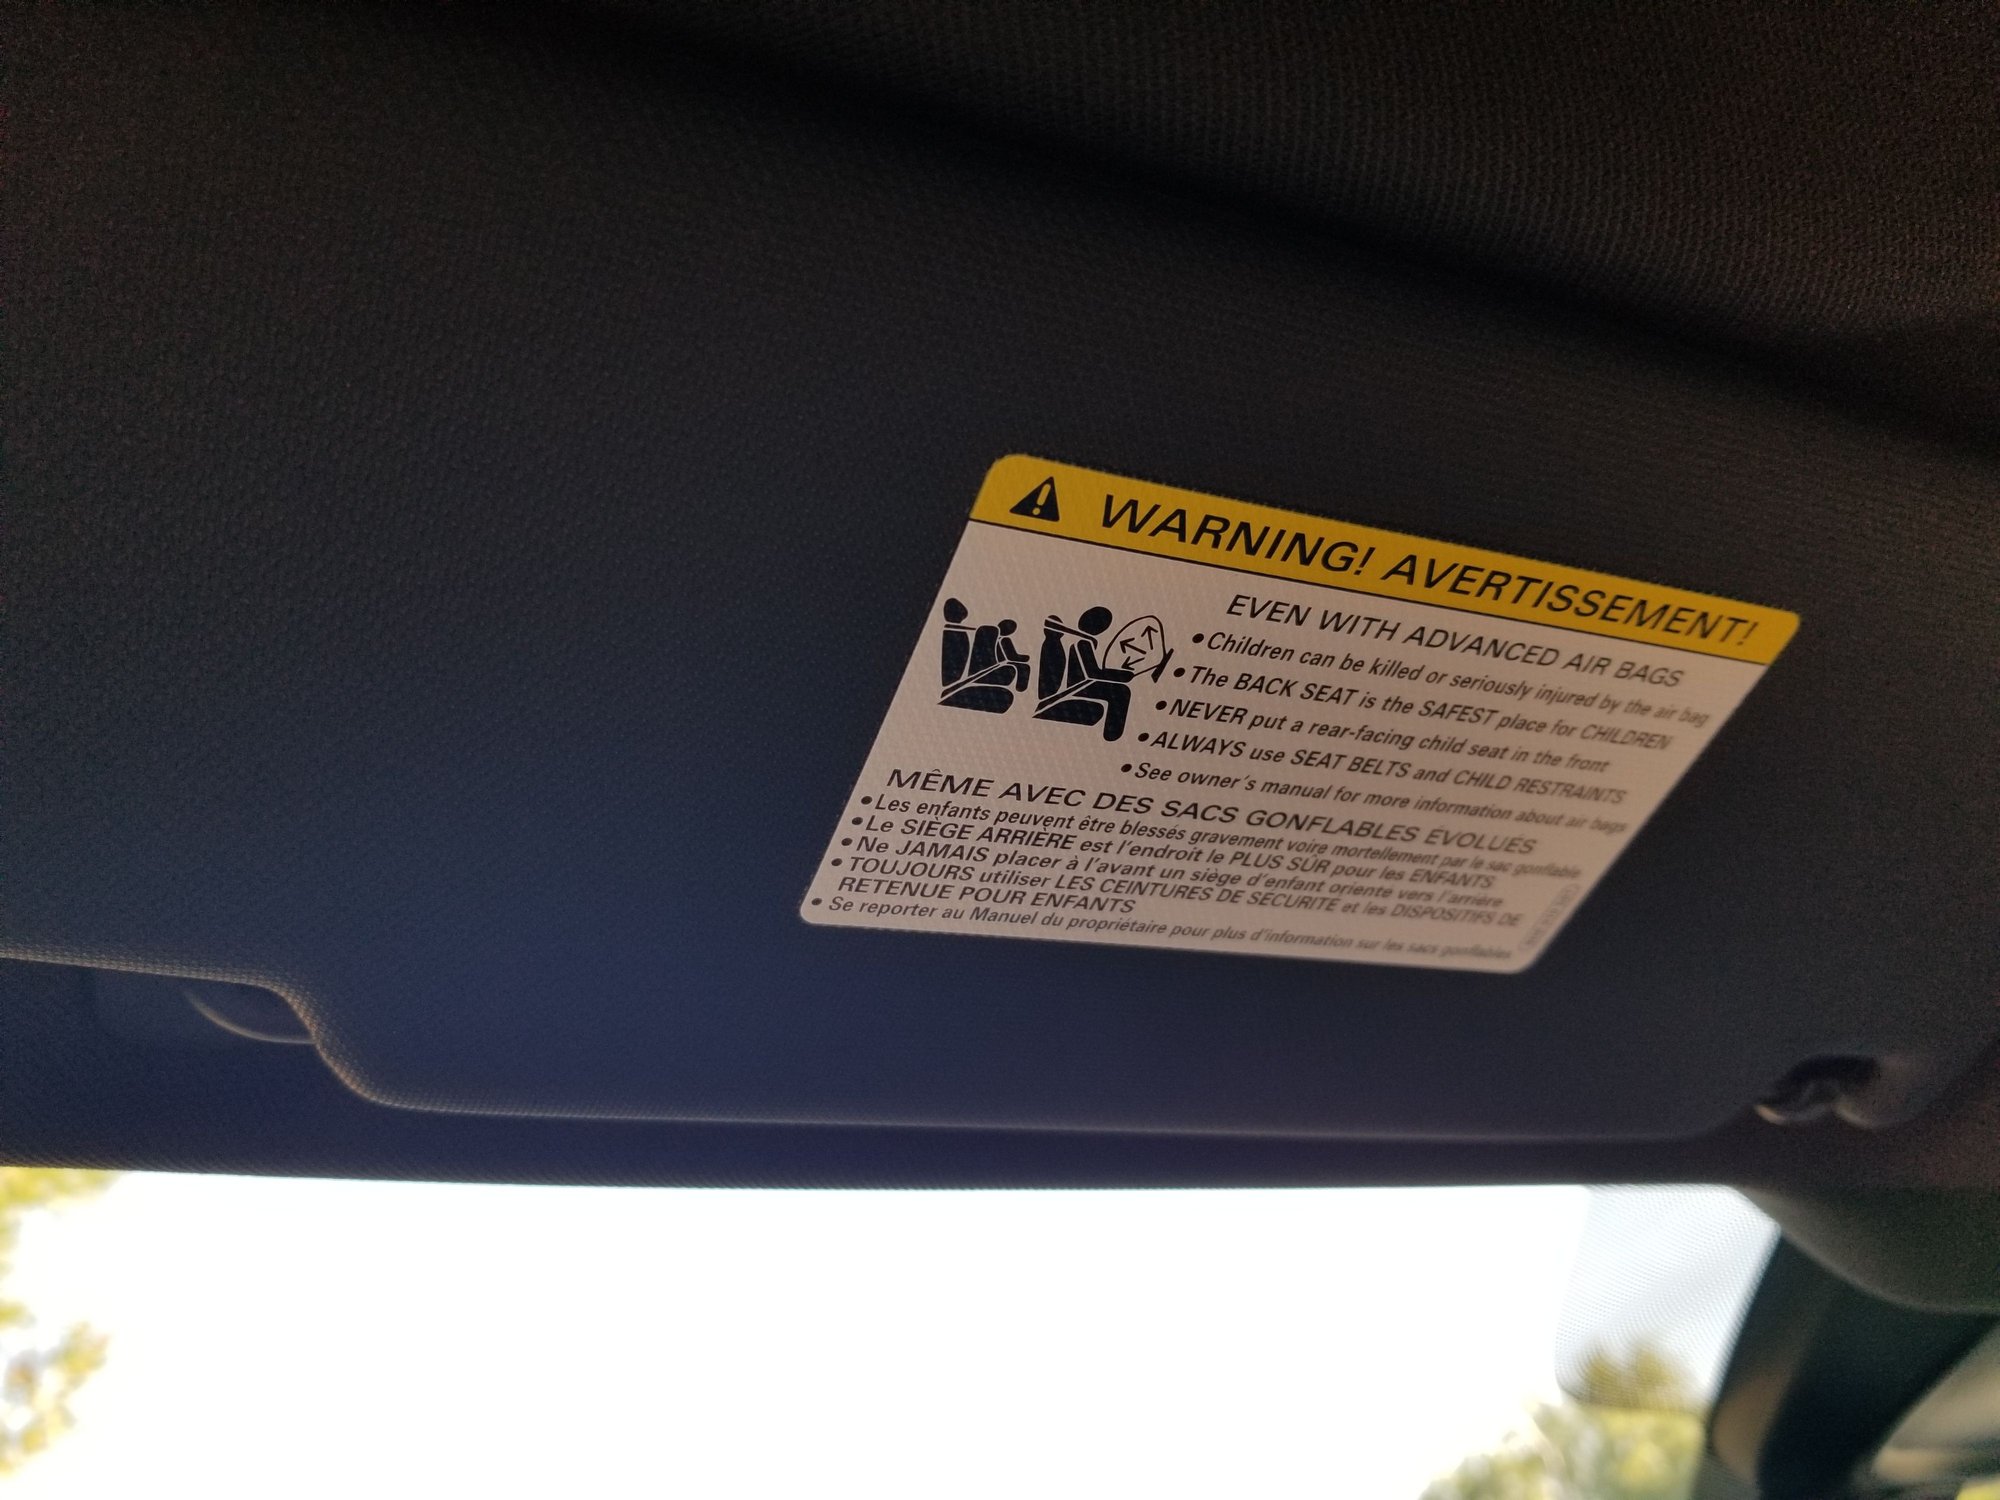 WARNING! AVERTISSEMENT!
EVEN WITH ADVANCED AIR BAGS
•Children can be killed or seriously injured by the air bag
•The BACK SEAT is the SAFEST place for CHILDREN
•NEVER put a rear-facing child seat in the front
•ALWAYS use SEAT BELTS and CHILD RESTRAINTS
•See owner's manual for more information about air bags
MÊME AVEC DES SACS GONFLABLES EVOLUÉS
•Les enfants peuvent être blessés gravement voire mortellement par le sac gonflable
•Le SIÈGE ARRIÈRE est l'endroit le PLUS SÛR pour les ENFANTS
•Ne JAMAIS placer à l'avant un siège d'enfant orienté vers l'arrière
•TOUJOURS utiliser LES CEINTURES DE SÉCURITÉ et les DISPOSITIFS DE
RETENUE POUR ENFANTS
•Se reporter au Manuel du propriétaire pour plus d'information sur les sacs gonflables